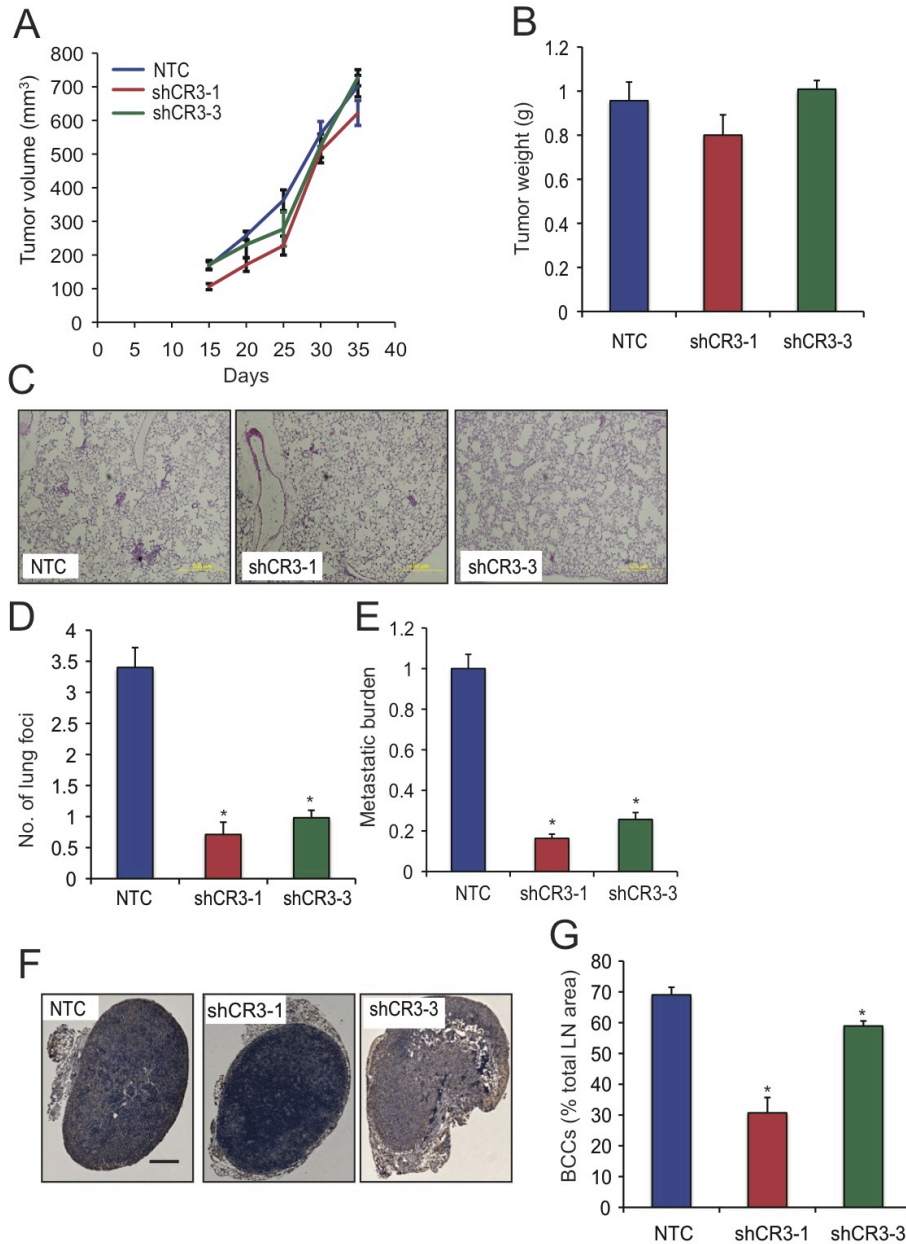 A
Tumor volume (mm³)
800
700
600
500
400
300
200
100
0
NTC
shCR3-1
shCR3-3
0 5 10 15 20 25 30 35 40
Days
B
Tumor weight (g)
1.2
1
0.8
0.6
0.4
0.2
0
NTC shCR3-1 shCR3-3
C
NTC
shCR3-1
shCR3-3
D
No. of lung foci
4
3.5
3
2.5
2
1.5
1
0.5
0
* *
NTC shCR3-1 shCR3-3
E
Metastatic burden
1.2
1
0.8
0.6
0.4
0.2
0
* *
NTC shCR3-1 shCR3-3
F
NTC
shCR3-1
shCR3-3
G
BCCs (% total LN area)
80
70
60
50
40
30
20
10
0
* *
NTC shCR3-1 shCR3-3